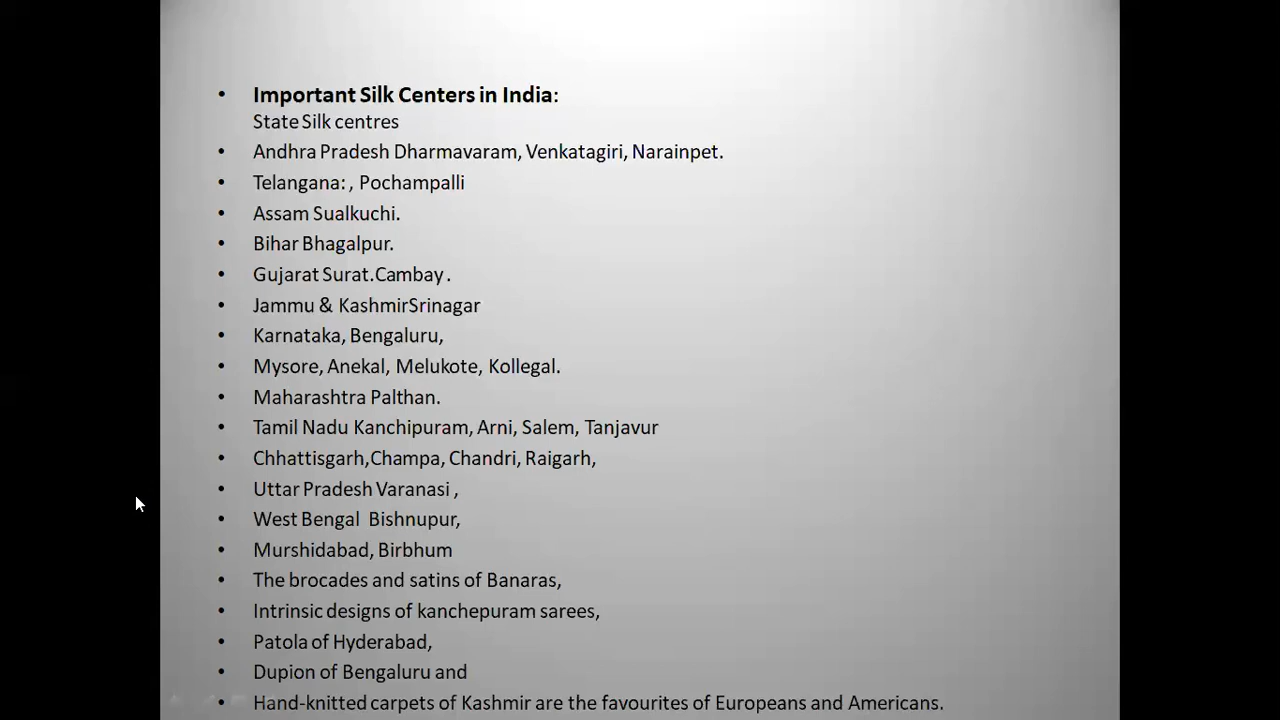 • Important Silk Centers in India:
State Silk centres
• Andhra Pradesh Dharmavaram, Venkatagiri, Narainpet.
• Telangana: , Pochampalli
• Assam Sualkuchi.
• Bihar Bhagalpur.
• Gujarat Surat.Cambay .
• Jammu & KashmirSrinagar
• Karnataka, Bengaluru,
• Mysore, Anekal, Melukote, Kollegal.
• Maharashtra Palthan.
• Tamil Nadu Kanchipuram, Arni, Salem, Tanjavur
• Chhattisgarh,Champa, Chandri, Raigarh,
• Uttar Pradesh Varanasi ,
• West Bengal  Bishnupur,
• Murshidabad, Birbhum
• The brocades and satins of Banaras,
• Intrinsic designs of kanchepuram sarees,
• Patola of Hyderabad,
• Dupion of Bengaluru and
• Hand-knitted carpets of Kashmir are the favourites of Europeans and Americans.